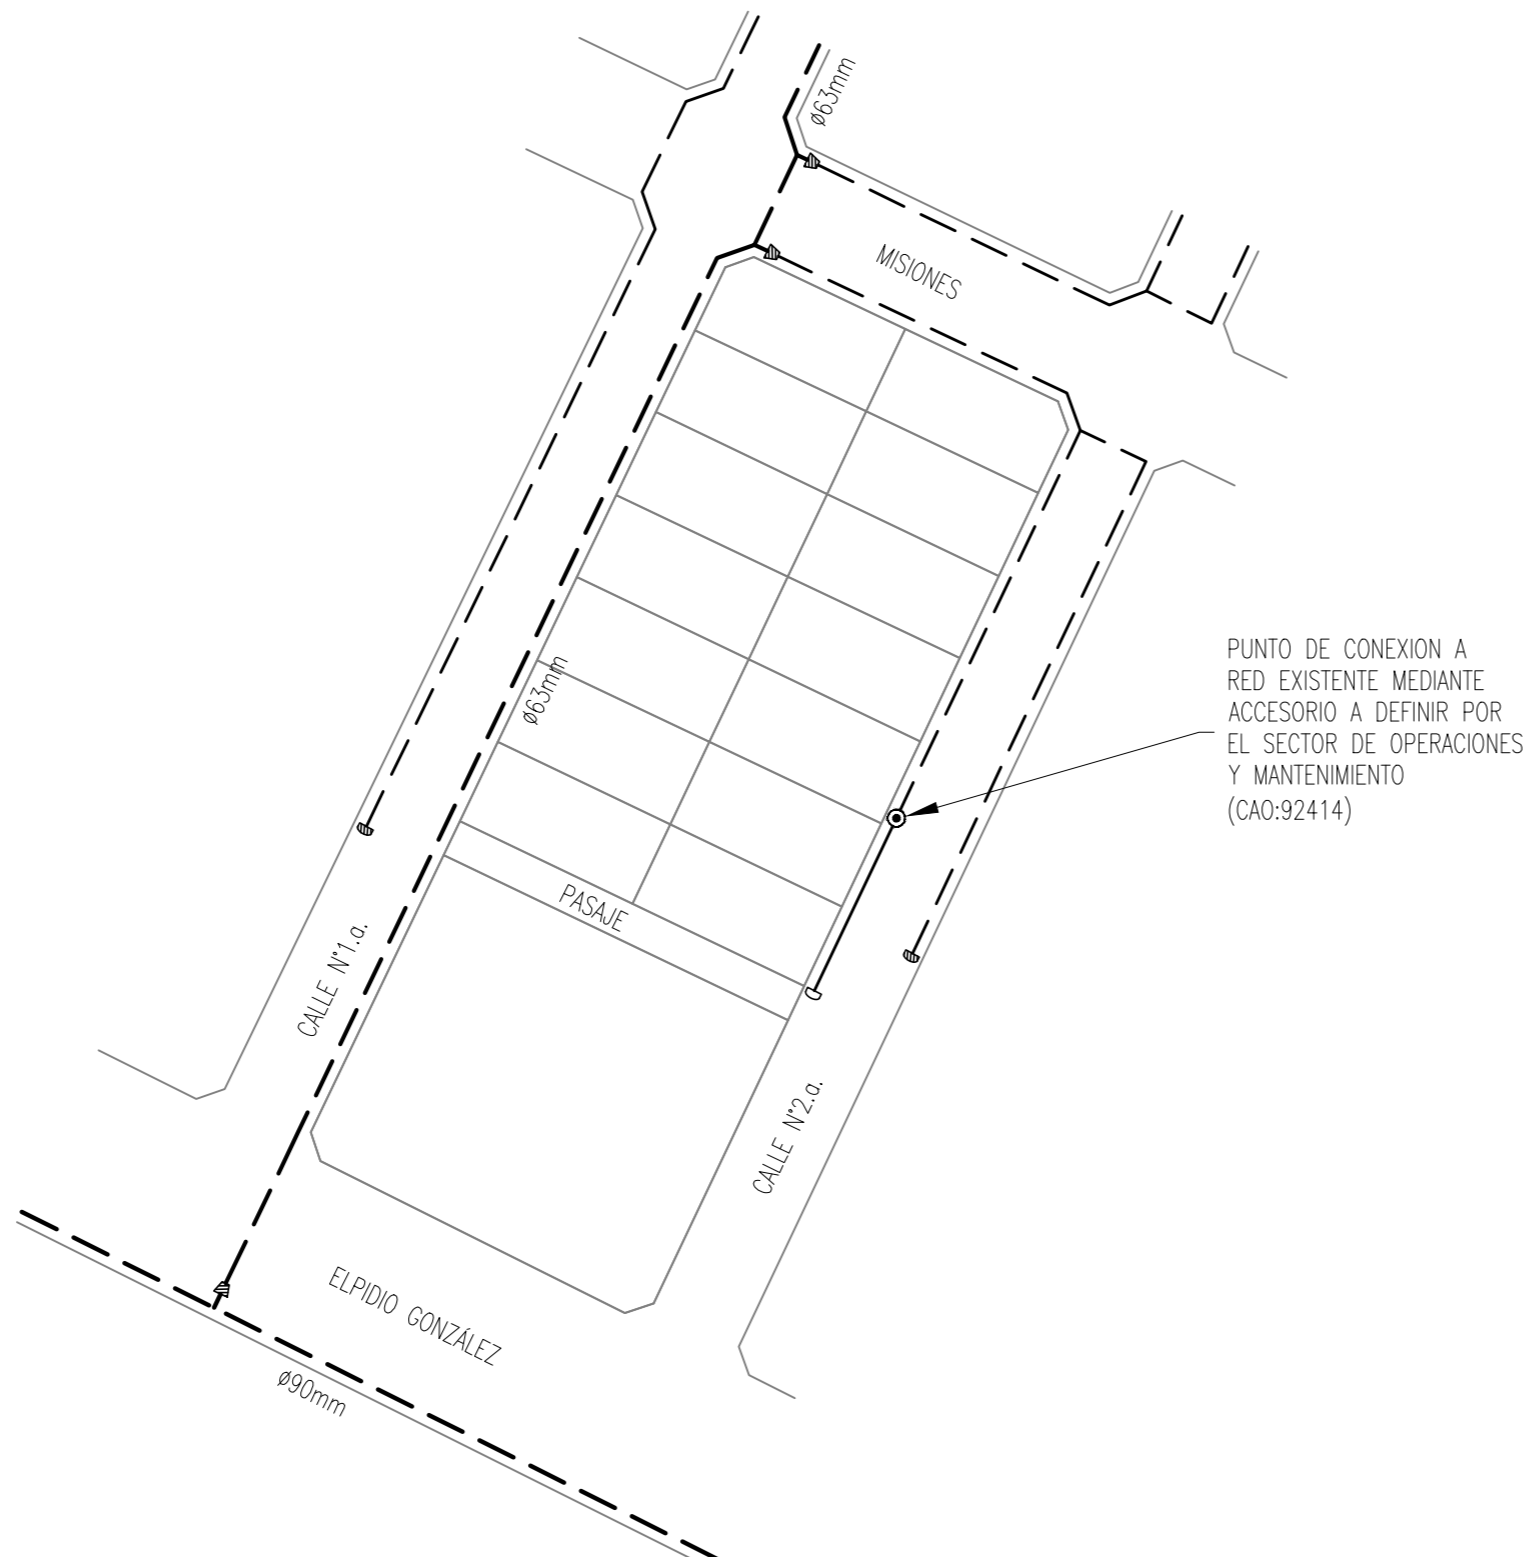 ø63mm
MISIONES
PUNTO DE CONEXION A
RED EXISTENTE MEDIANTE
ACCESORIO A DEFINIR POR
EL SECTOR DE OPERACIONES
Y MANTENIMIENTO
(CAO:92414)
ø63mm
PASAJE
CALLE N°1.a.
CALLE N°2.a.
ELPIDIO GONZÁLEZ
ø90mm